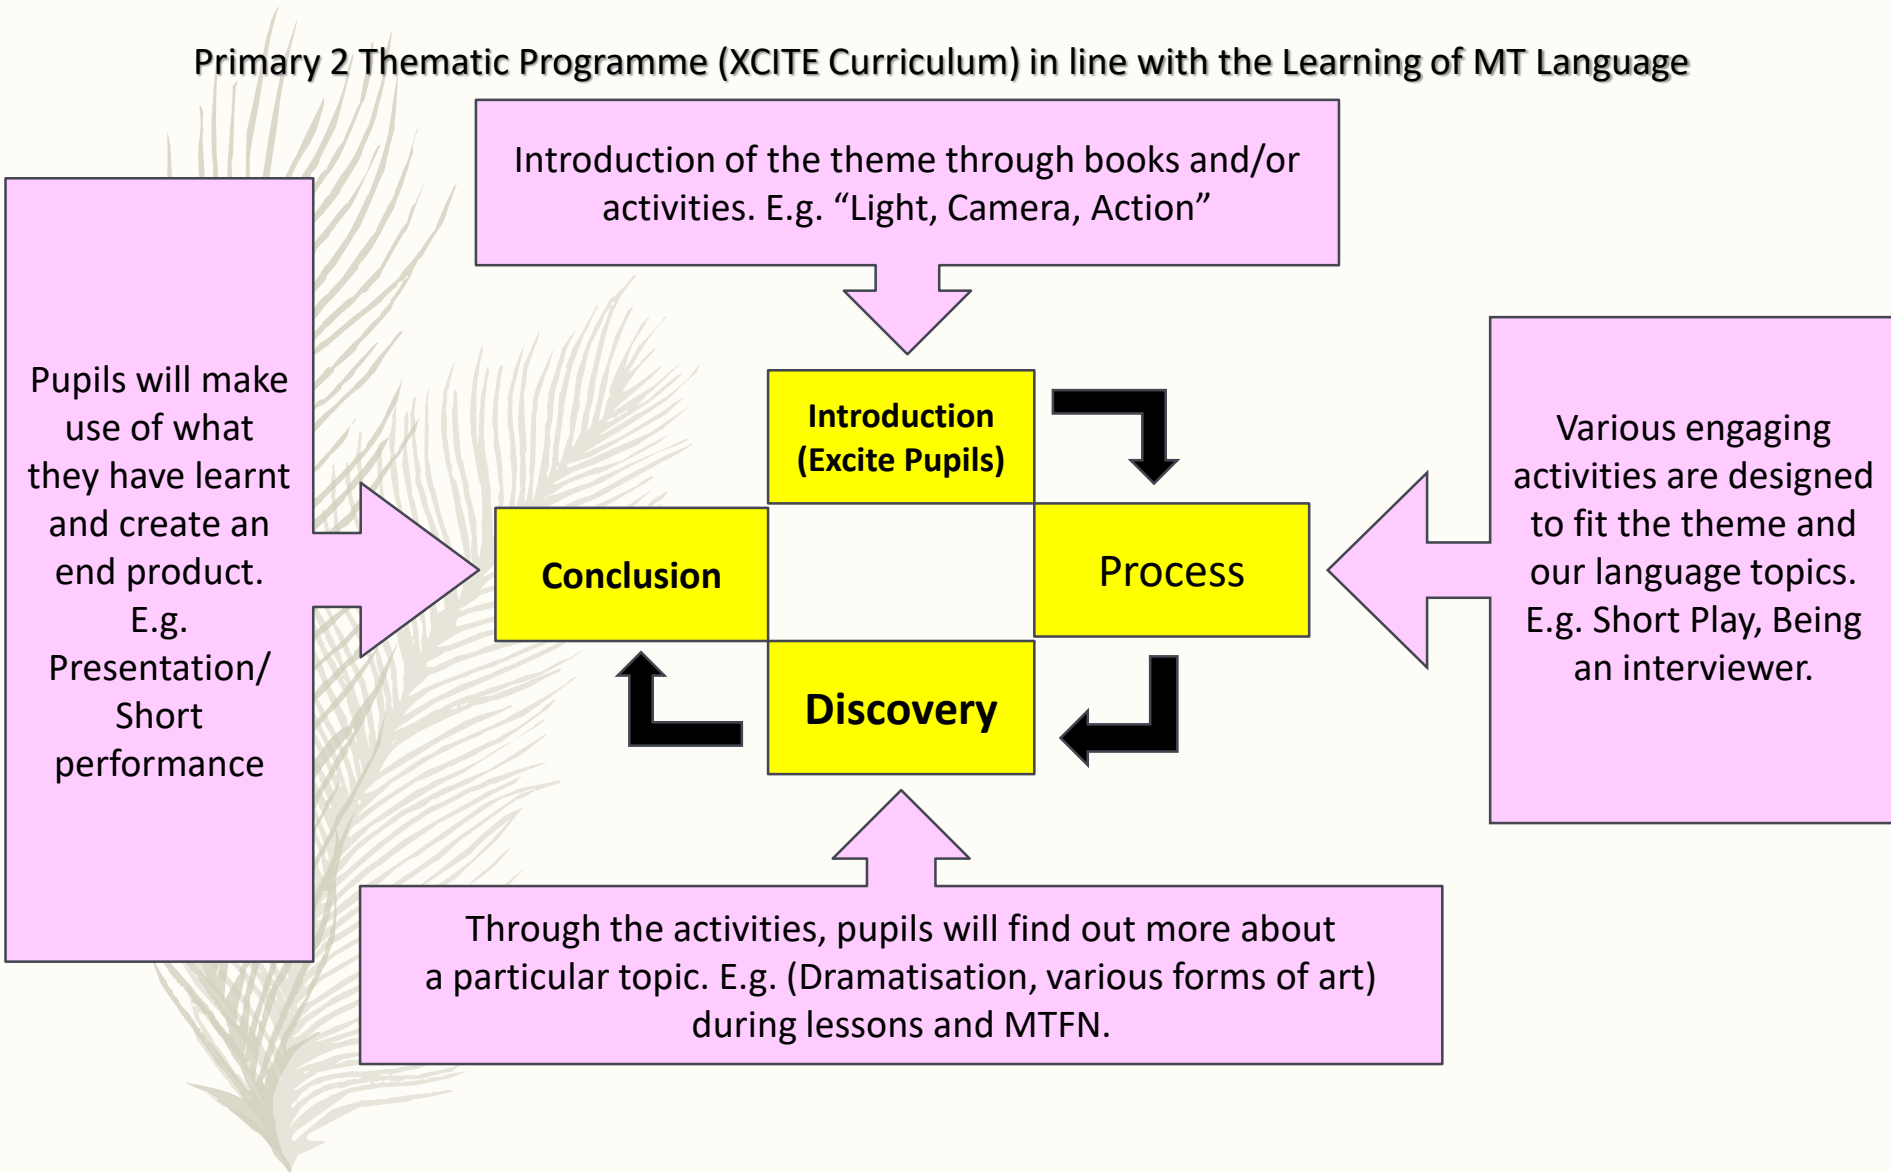 Primary 2 Thematic Programme (XCITE Curriculum) in line with the Learning of MT Language
Introduction of the theme through books and/or
activities. E.g. “Light, Camera, Action”
Introduction
(Excite Pupils)
Process
Various engaging
activities are designed
to fit the theme and
our language topics.
E.g. Short Play, Being
an interviewer.
Discovery
Through the activities, pupils will find out more about
a particular topic. E.g. (Dramatisation, various forms of art)
during lessons and MTFN.
Conclusion
Pupils will make
use of what
they have learnt
and create an
end product.
E.g.
Presentation/
Short
performance